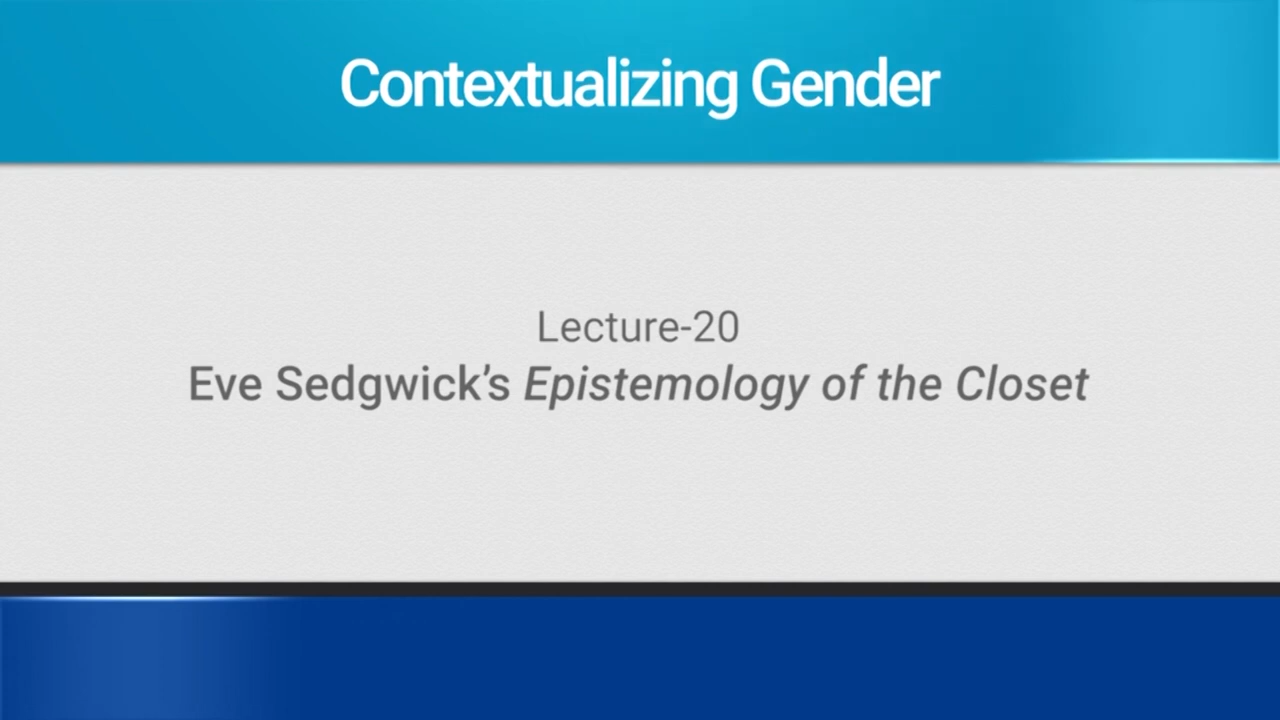 Contextualizing Gender
Lecture-20
Eve Sedgwick’s Epistemology of the Closet